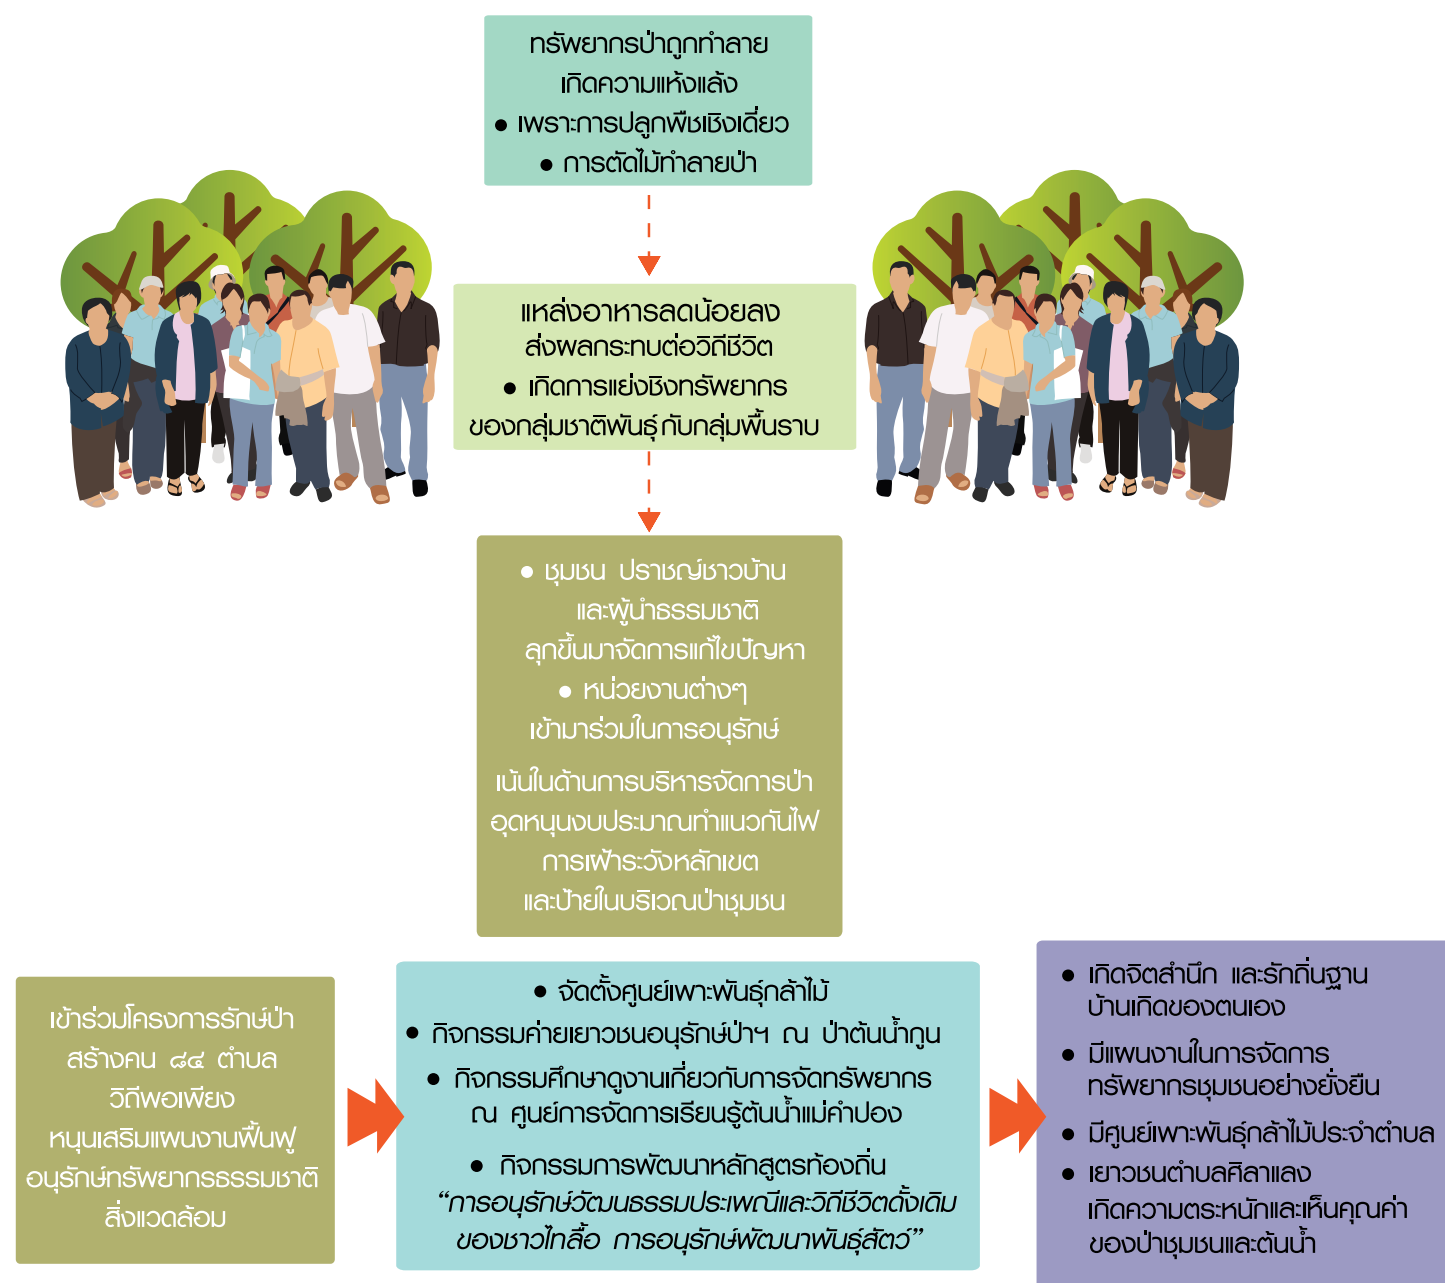 ทรัพยากรป่าถูกทำลาย
เกิดความแห้งแล้ง
• เพราะการปลูกพืชเชิงเดี่ยว
• การตัดไม้ทำลายป่า
แหล่งอาหารลดน้อยลง
ส่งผลกระทบต่อวิถีชีวิต
• เกิดการแย่งชิงทรัพยากร
ของกลุ่มชาติพันธุ์กับกลุ่มพื้นราบ
• ชุมชน ปราชญ์ชาวบ้าน
และผู้นำธรรมชาติ
ลุกขึ้นมาจัดการแก้ไขปัญหา
• หน่วยงานต่างๆ
เข้ามาร่วมในการอนุรักษ์
เน้นในด้านการบริหารจัดการป่า
อุดหนุนงบประมาณทำแนวกันไฟ
การเฝ้าระวังหลักเขต
และป้ายในบริเวณป่าชุมชน
เข้าร่วมโครงการรักษ์ป่า
สร้างคน ๘๔ ตำบล
วิถีพอเพียง
หนุนเสริมแผนงานฟื้นฟู
อนุรักษ์ทรัพยากรธรรมชาติ
สิ่งแวดล้อม
• จัดตั้งศูนย์เพาะพันธุ์กล้าไม้
• กิจกรรมค่ายเยาวชนอนุรักษ์ป่าฯ ณ ป่าต้นน้ำกูน
• กิจกรรมศึกษาดูงานเกี่ยวกับการจัดทรัพยากร
ณ ศูนย์การจัดการเรียนรู้ต้นน้ำแม่คำปอง
• กิจกรรมการพัฒนาหลักสูตรท้องถิ่น
“การอนุรักษ์วัฒนธรรมประเพณีและวิถีชีวิตดั้งเดิม
ของชาวไทลื้อ การอนุรักษ์พัฒนาพันธุ์สัตว์”
• เกิดจิตสำนึก และรักถิ่นฐาน
บ้านเกิดของตนเอง
• มีแผนงานในการจัดการ
ทรัพยากรชุมชนอย่างยั่งยืน
• มีศูนย์เพาะพันธุ์กล้าไม้ประจำตำบล
• เยาวชนตำบลศิลาแลง
เกิดความตระหนักและเห็นคุณค่า
ของป่าชุมชนและต้นน้ำ